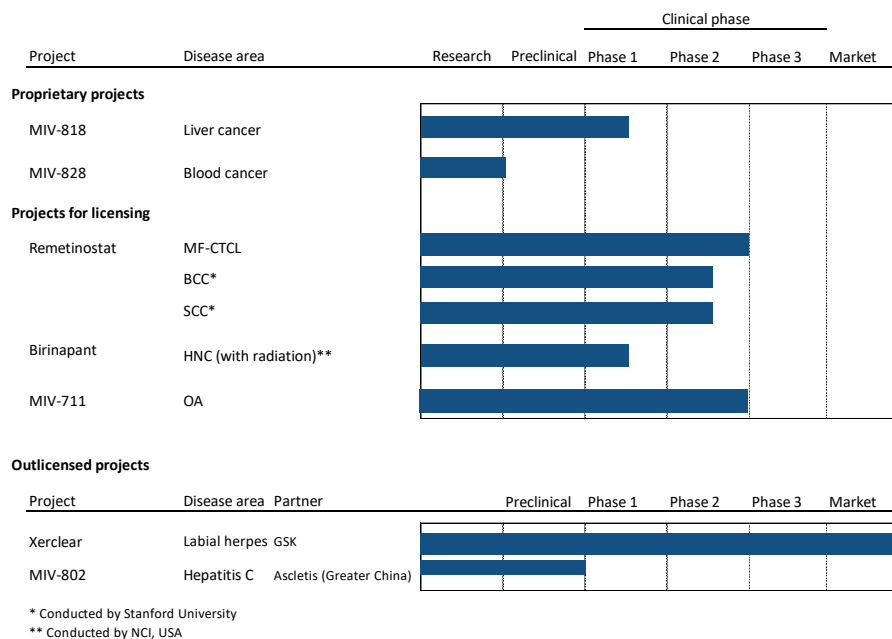 Clinical phase
Project Disease area Research Preclinical Phase 1 Phase 2 Phase 3 Market
Proprietary projects
MIV-818 Liver cancer
MIV-828 Blood cancer
Projects for licensing
Remetinostat MF-CTCL
BCC*
SCC*
Birinapant HNC (with radiation)**
MIV-711 OA
Outlicensed projects
Project Disease area Partner Preclinical Phase 1 Phase 2 Phase 3 Market
Xerclear Labial herpes GSK
MIV-802 Hepatitis C Ascletis (Greater China)
* Conducted by Stanford University
** Conducted by NCI, USA